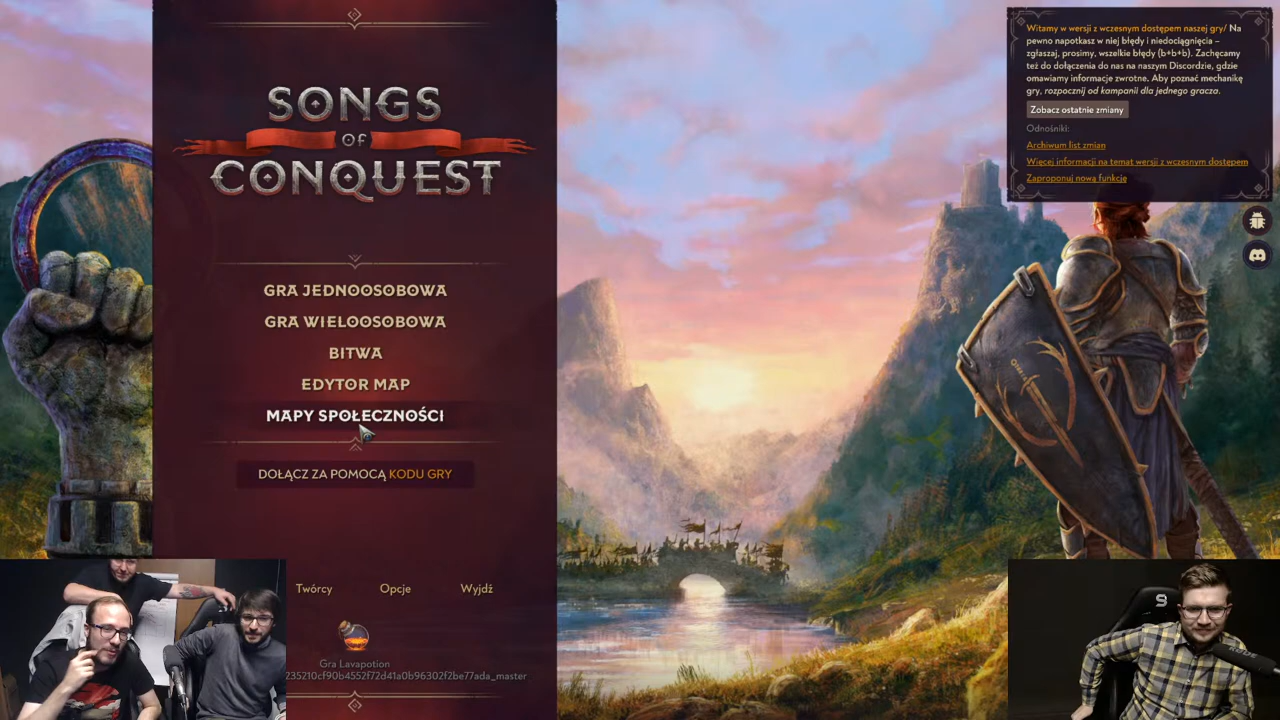 SONGS
OF
CONQUEST
GRA JEDNOOSOBOWA
GRA WIELOOSOBOWA
BITWA
EDYTOR MAP
MAPY SPOŁECZNOŚCI
DOŁĄCZ ZA POMOCĄ KODU GRY
Twórcy
Opcje
Wyjdź
Gra Lavapotion
235210cf90b4552f72d41a0b96302f2be77ada_master
Witamy w wersji z wczesnym dostępem naszej gry! Na
pewno napotkasz w niej błędy i niedociągnięcia –
zgłaszaj, prosimy, wszelkie błędy (b+b+b). Zachęcamy
też do dołączenia do nas na naszym Discordzie, gdzie
omawiamy informacje zwrotne. Aby poznać mechanikę
gry, rozpocznij od kampanii dla jednego gracza.
Zobacz ostatnie zmiany
Odnośniki:
Archiwum list zmian
Więcej informacji na temat wersji z wczesnym dostępem
Zaproponuj nową funkcję
RØDE